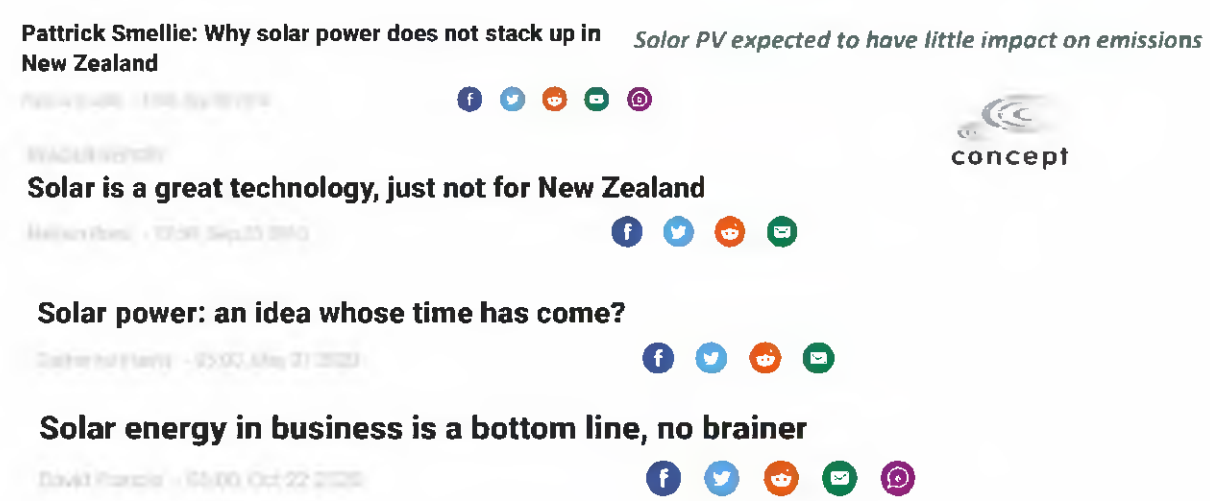 Pattrick Smellie: Why solar power does not stack up in
New Zealand
Solar PV expected to have little impact on emissions
concept
Solar is a great technology, just not for New Zealand
Solar power: an idea whose time has come?
Solar energy in business is a bottom line, no brainer